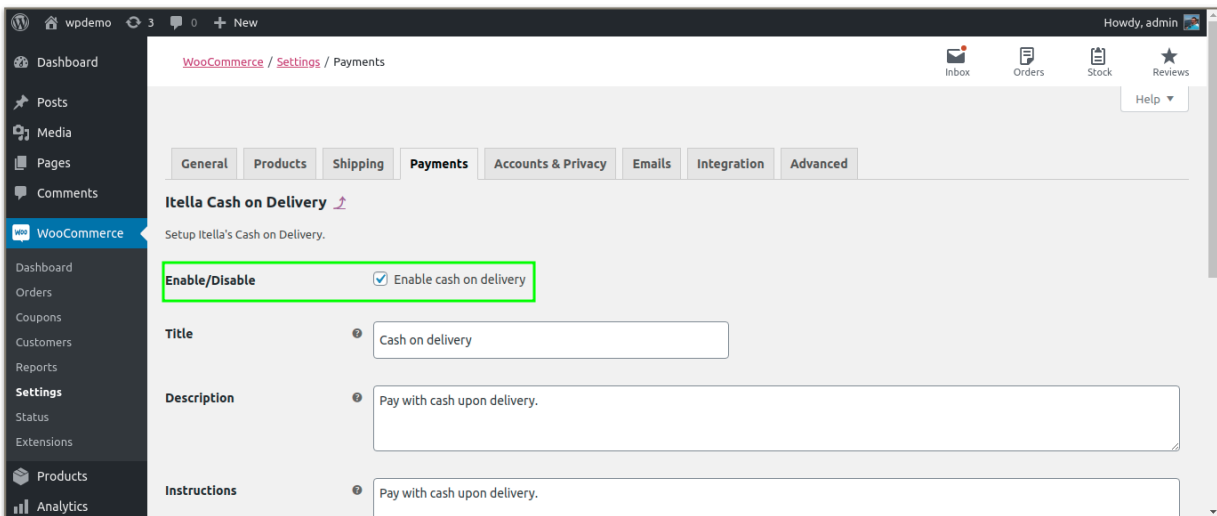 wpdemo 3 0 + New Howdy, admin
Dashboard
Posts
Media
Pages
Comments
WooCommerce
Dashboard
Orders
Coupons
Customers
Reports
Settings
Status
Extensions
Products
Analytics
WooCommerce / Settings / Payments
Inbox Orders Stock Reviews
Help
General Products Shipping Payments Accounts & Privacy Emails Integration Advanced
Itella Cash on Delivery
Setup Itella's Cash on Delivery.
Enable/Disable Enable cash on delivery
Title Cash on delivery
Description Pay with cash upon delivery.
Instructions Pay with cash upon delivery.